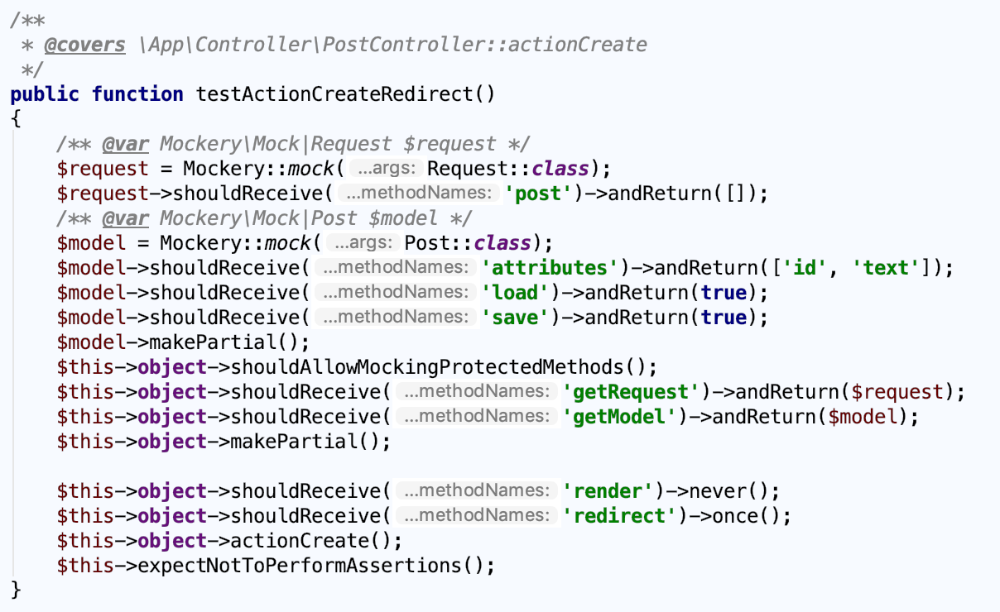 /**
 * @covers \App\Controller\PostController::actionCreate
 */
public function testActionCreateRedirect()
{
    /** @var Mockery\Mock|Request $request */
    $request = Mockery::mock( ...args: Request::class);
    $request->shouldReceive( ...methodNames: 'post')->andReturn([]);
    /** @var Mockery\Mock|Post $model */
    $model = Mockery::mock( ...args: Post::class);
    $model->shouldReceive( ...methodNames: 'attributes')->andReturn(['id', 'text']);
    $model->shouldReceive( ...methodNames: 'load')->andReturn(true);
    $model->shouldReceive( ...methodNames: 'save')->andReturn(true);
    $model->makePartial();
    $this->object->shouldAllowMockingProtectedMethods();
    $this->object->shouldReceive( ...methodNames: 'getRequest')->andReturn($request);
    $this->object->shouldReceive( ...methodNames: 'getModel')->andReturn($model);
    $this->object->makePartial();

    $this->object->shouldReceive( ...methodNames: 'render')->never();
    $this->object->shouldReceive( ...methodNames: 'redirect')->once();
    $this->object->actionCreate();
    $this->expectNotToPerformAssertions();
}